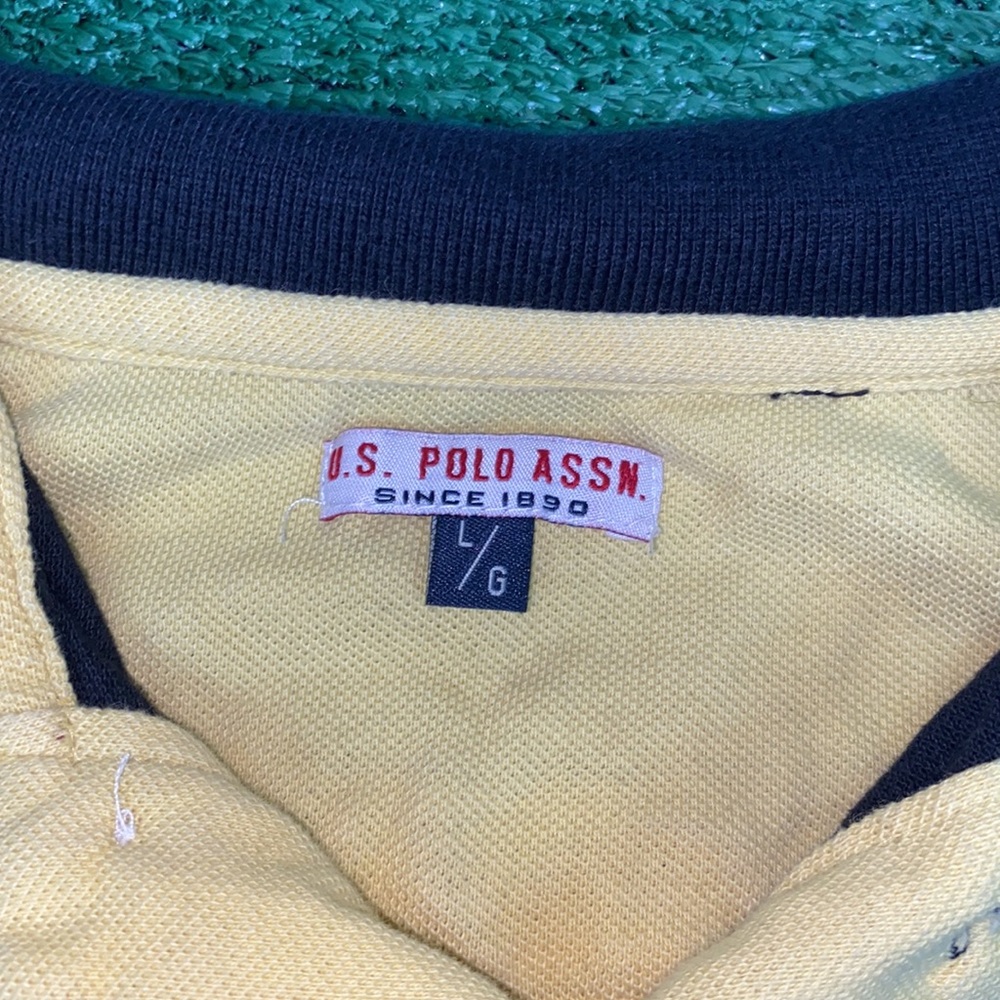 U.S. POLO ASSN.
SINCE 1890
L/G